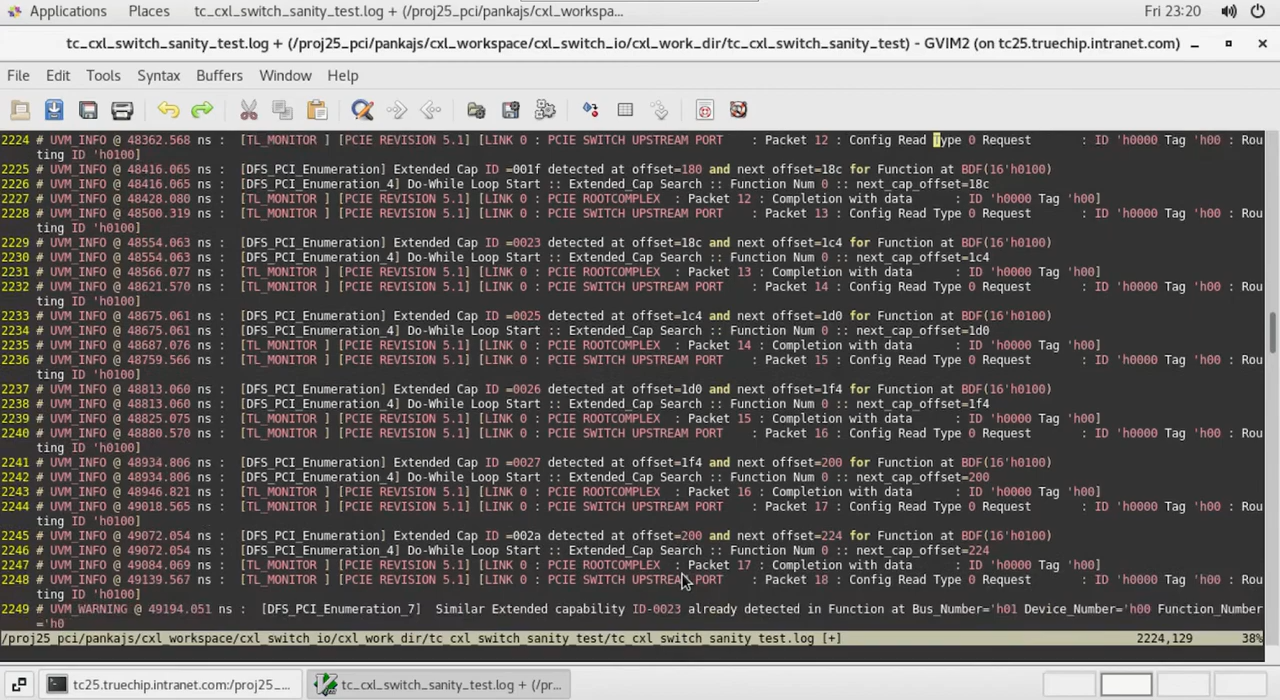 Applications Places tc_cxl_switch_sanity_test.log + (/proj25_pci/pankajs/cxl_workspa... Fri 23:20
tc_cxl_switch_sanity_test.log + (/proj25_pci/pankajs/cxl_workspace/cxl_switch_io/cxl_work_dir/tc_cxl_switch_sanity_test) - GVIM2 (on tc25.truechip.intranet.com)
File Edit Tools Syntax Buffers Window Help
2224 # UVM_INFO @ 48362.568 ns : [TL_MONITOR ] [PCIE REVISION 5.1] [LINK 0 : PCIE SWITCH UPSTREAM PORT : Packet 12 : Config Read Type 0 Request : ID 'h0000 Tag 'h00 : Rou
ting ID 'h0100]
2225 # UVM_INFO @ 48416.065 ns : [DFS_PCI_Enumeration] Extended Cap ID =001f detected at offset=180 and next offset=18c for Function at BDF(16'h0100)
2226 # UVM_INFO @ 48416.065 ns : [DFS_PCI_Enumeration_4] Do-While Loop Start :: Extended_Cap Search :: Function Num 0 :: next_cap_offset=18c
2227 # UVM_INFO @ 48428.080 ns : [TL_MONITOR ] [PCIE REVISION 5.1] [LINK 0 : PCIE ROOTCOMPLEX : Packet 12 : Completion with data : ID 'h0000 Tag 'h00]
2228 # UVM_INFO @ 48500.319 ns : [TL_MONITOR ] [PCIE REVISION 5.1] [LINK 0 : PCIE SWITCH UPSTREAM PORT : Packet 13 : Config Read Type 0 Request : ID 'h0000 Tag 'h00 : Rou
ting ID 'h0100]
2229 # UVM_INFO @ 48554.063 ns : [DFS_PCI_Enumeration] Extended Cap ID =0023 detected at offset=18c and next offset=1c4 for Function at BDF(16'h0100)
2230 # UVM_INFO @ 48554.063 ns : [DFS_PCI_Enumeration_4] Do-While Loop Start :: Extended_Cap Search :: Function Num 0 :: next_cap_offset=1c4
2231 # UVM_INFO @ 48566.077 ns : [TL_MONITOR ] [PCIE REVISION 5.1] [LINK 0 : PCIE ROOTCOMPLEX : Packet 13 : Completion with data : ID 'h0000 Tag 'h00]
2232 # UVM_INFO @ 48621.570 ns : [TL_MONITOR ] [PCIE REVISION 5.1] [LINK 0 : PCIE SWITCH UPSTREAM PORT : Packet 14 : Config Read Type 0 Request : ID 'h0000 Tag 'h00 : Rou
ting ID 'h0100]
2233 # UVM_INFO @ 48675.061 ns : [DFS_PCI_Enumeration] Extended Cap ID =0025 detected at offset=1c4 and next offset=1d0 for Function at BDF(16'h0100)
2234 # UVM_INFO @ 48675.061 ns : [DFS_PCI_Enumeration_4] Do-While Loop Start :: Extended_Cap Search :: Function Num 0 :: next_cap_offset=1d0
2235 # UVM_INFO @ 48687.076 ns : [TL_MONITOR ] [PCIE REVISION 5.1] [LINK 0 : PCIE ROOTCOMPLEX : Packet 14 : Completion with data : ID 'h0000 Tag 'h00]
2236 # UVM_INFO @ 48759.566 ns : [TL_MONITOR ] [PCIE REVISION 5.1] [LINK 0 : PCIE SWITCH UPSTREAM PORT : Packet 15 : Config Read Type 0 Request : ID 'h0000 Tag 'h00 : Rou
ting ID 'h0100]
2237 # UVM_INFO @ 48813.060 ns : [DFS_PCI_Enumeration] Extended Cap ID =0026 detected at offset=1d0 and next offset=1f4 for Function at BDF(16'h0100)
2238 # UVM_INFO @ 48813.060 ns : [DFS_PCI_Enumeration_4] Do-While Loop Start :: Extended_Cap Search :: Function Num 0 :: next_cap_offset=1f4
2239 # UVM_INFO @ 48825.075 ns : [TL_MONITOR ] [PCIE REVISION 5.1] [LINK 0 : PCIE ROOTCOMPLEX : Packet 15 : Completion with data : ID 'h0000 Tag 'h00]
2240 # UVM_INFO @ 48880.570 ns : [TL_MONITOR ] [PCIE REVISION 5.1] [LINK 0 : PCIE SWITCH UPSTREAM PORT : Packet 16 : Config Read Type 0 Request : ID 'h0000 Tag 'h00 : Rou
ting ID 'h0100]
2241 # UVM_INFO @ 48934.806 ns : [DFS_PCI_Enumeration] Extended Cap ID =0027 detected at offset=1f4 and next offset=200 for Function at BDF(16'h0100)
2242 # UVM_INFO @ 48934.806 ns : [DFS_PCI_Enumeration_4] Do-While Loop Start :: Extended_Cap Search :: Function Num 0 :: next_cap_offset=200
2243 # UVM_INFO @ 48946.821 ns : [TL_MONITOR ] [PCIE REVISION 5.1] [LINK 0 : PCIE ROOTCOMPLEX : Packet 16 : Completion with data : ID 'h0000 Tag 'h00]
2244 # UVM_INFO @ 49018.565 ns : [TL_MONITOR ] [PCIE REVISION 5.1] [LINK 0 : PCIE SWITCH UPSTREAM PORT : Packet 17 : Config Read Type 0 Request : ID 'h0000 Tag 'h00 : Rou
ting ID 'h0100]
2245 # UVM_INFO @ 49072.054 ns : [DFS_PCI_Enumeration] Extended Cap ID =002a detected at offset=200 and next offset=224 for Function at BDF(16'h0100)
2246 # UVM_INFO @ 49072.054 ns : [DFS_PCI_Enumeration_4] Do-While Loop Start :: Extended_Cap Search :: Function Num 0 :: next_cap_offset=224
2247 # UVM_INFO @ 49084.069 ns : [TL_MONITOR ] [PCIE REVISION 5.1] [LINK 0 : PCIE ROOTCOMPLEX : Packet 17 : Completion with data : ID 'h0000 Tag 'h00]
2248 # UVM_INFO @ 49139.567 ns : [TL_MONITOR ] [PCIE REVISION 5.1] [LINK 0 : PCIE SWITCH UPSTREAM PORT : Packet 18 : Config Read Type 0 Request : ID 'h0000 Tag 'h00 : Rou
ting ID 'h0100]
2249 # UVM_WARNING @ 49194.051 ns : [DFS_PCI_Enumeration_7] Similar Extended capability ID-0023 already detected in Function at Bus_Number='h01 Device_Number='h00 Function_Number
='h0
/proj25_pci/pankajs/cxl_workspace/cxl_switch_io/cxl_work_dir/tc_cxl_switch_sanity_test/tc_cxl_switch_sanity_test.log [+] 2224,129 38%
tc25.truechip.intranet.com:/proj25_... tc_cxl_switch_sanity_test.log + (/pr...